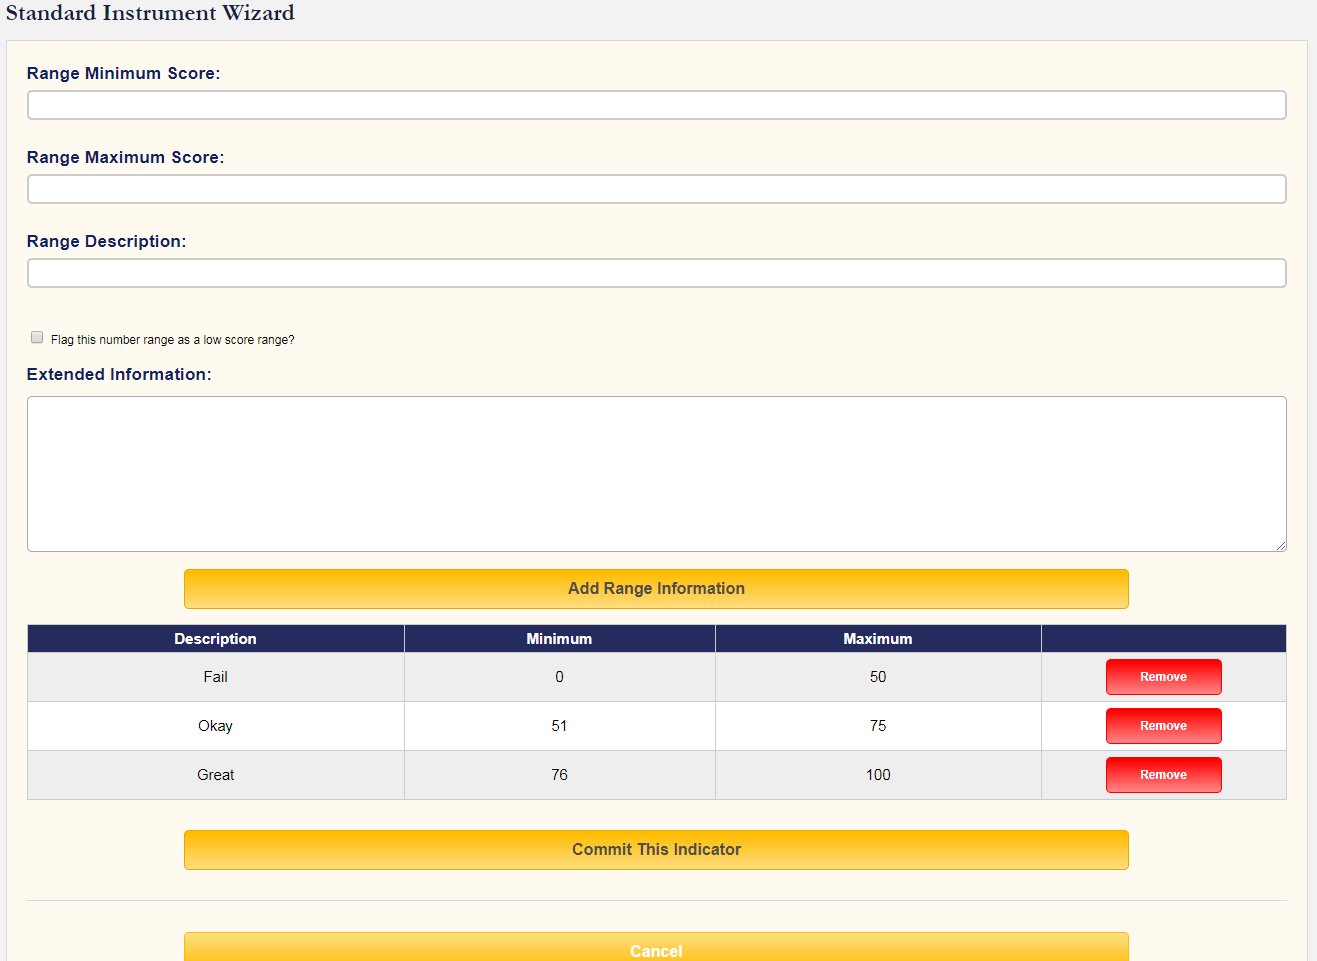 Standard Instrument Wizard
Range Minimum Score:
Range Maximum Score:
Range Description:
Flag this number range as a low score range?
Extended Information:
Add Range Information
Description Minimum Maximum
Fail 0 50 Remove
Okay 51 75 Remove
Great 76 100 Remove
Commit This Indicator
Cancel